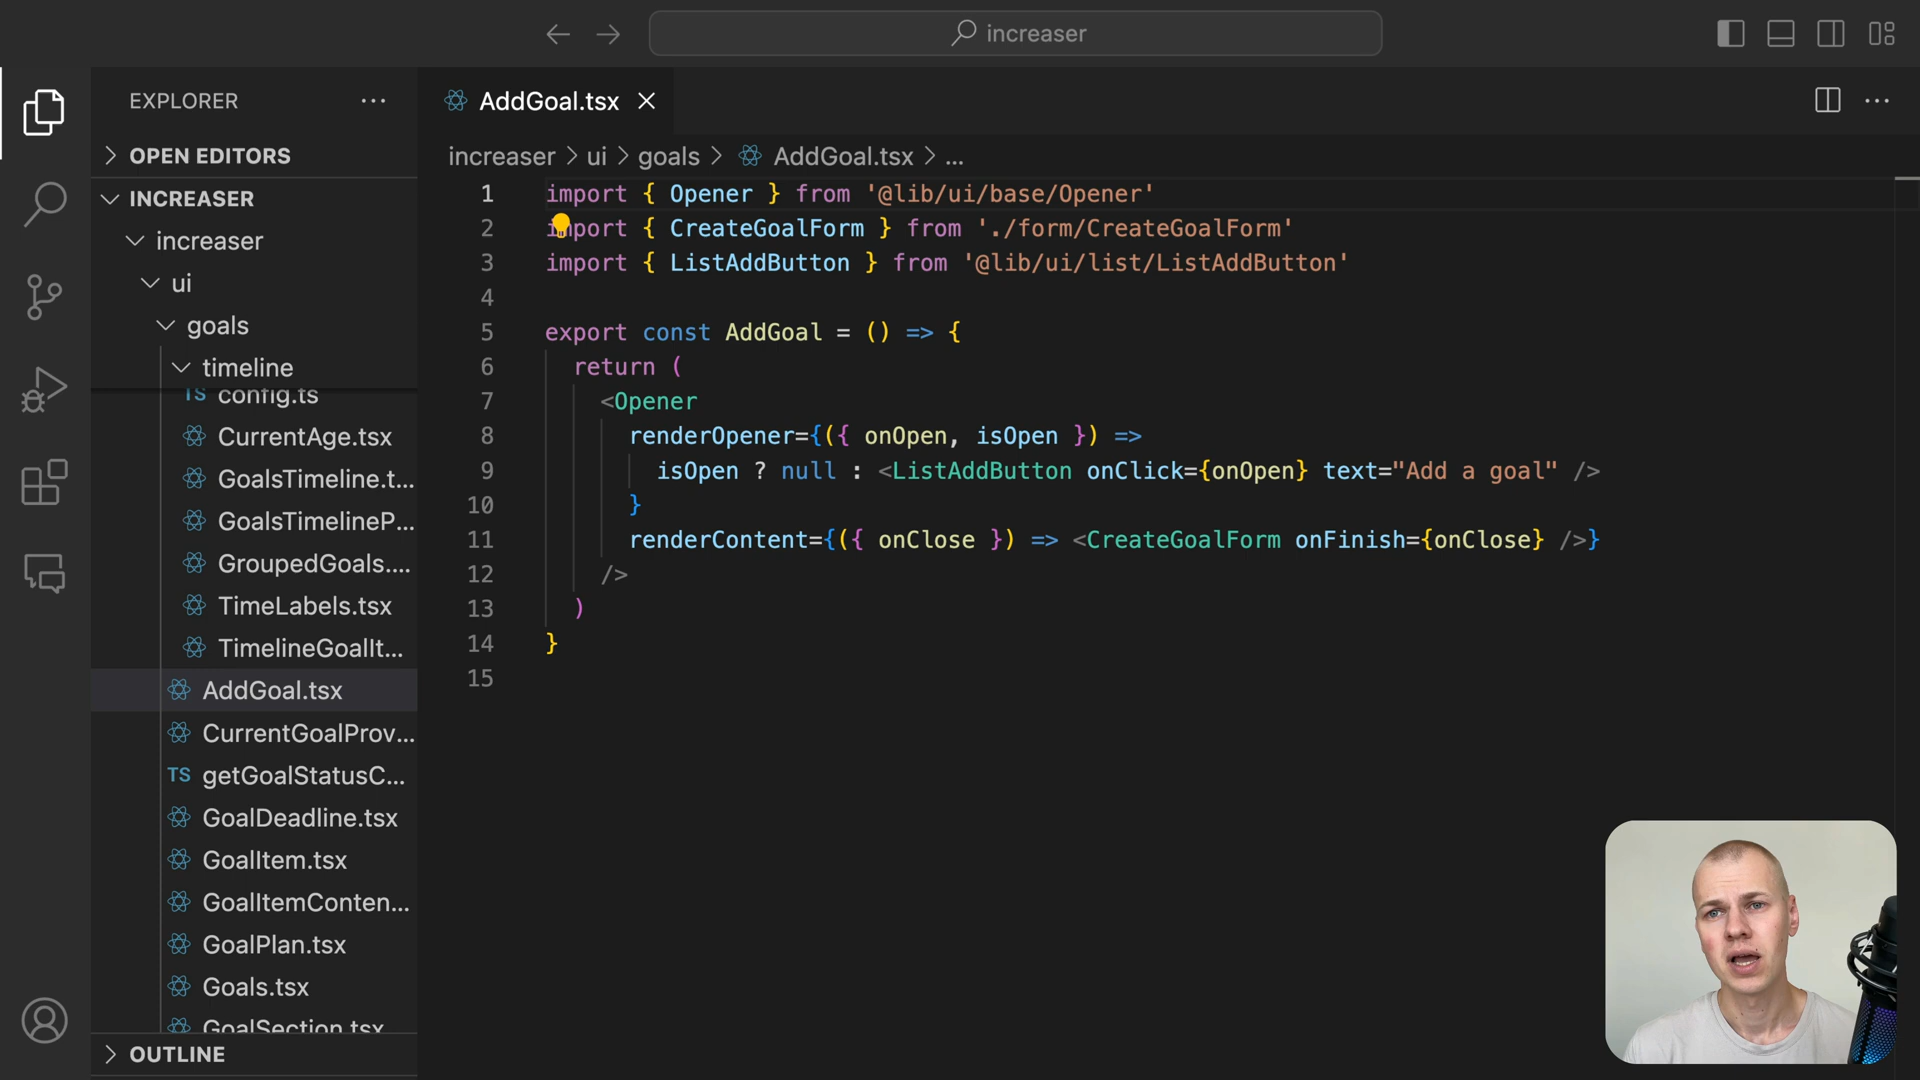 increaser
EXPLORER
OPEN EDITORS
INCREASER
increaser
ui
goals
timeline
TS config.ts
CurrentAge.tsx
GoalsTimeline.t...
GoalsTimelineP...
GroupedGoals....
TimeLabels.tsx
TimelineGoalIt...
AddGoal.tsx
CurrentGoalProv...
TS getGoalStatusC...
GoalDeadline.tsx
GoalItem.tsx
GoalItemConten...
GoalPlan.tsx
Goals.tsx
GoalSection.tsx
OUTLINE
AddGoal.tsx
increaser > ui > goals > AddGoal.tsx > ...
1 import { Opener } from '@lib/ui/base/Opener'
2 import { CreateGoalForm } from './form/CreateGoalForm'
3 import { ListAddButton } from '@lib/ui/list/ListAddButton'
4
5 export const AddGoal = () => {
6 return (
7 <Opener
8 renderOpener={({ onOpen, isOpen }) =>
9 isOpen ? null : <ListAddButton onClick={onOpen} text="Add a goal" />
10 }
11 renderContent={({ onClose }) => <CreateGoalForm onFinish={onClose} />}
12 />
13 )
14 }
15